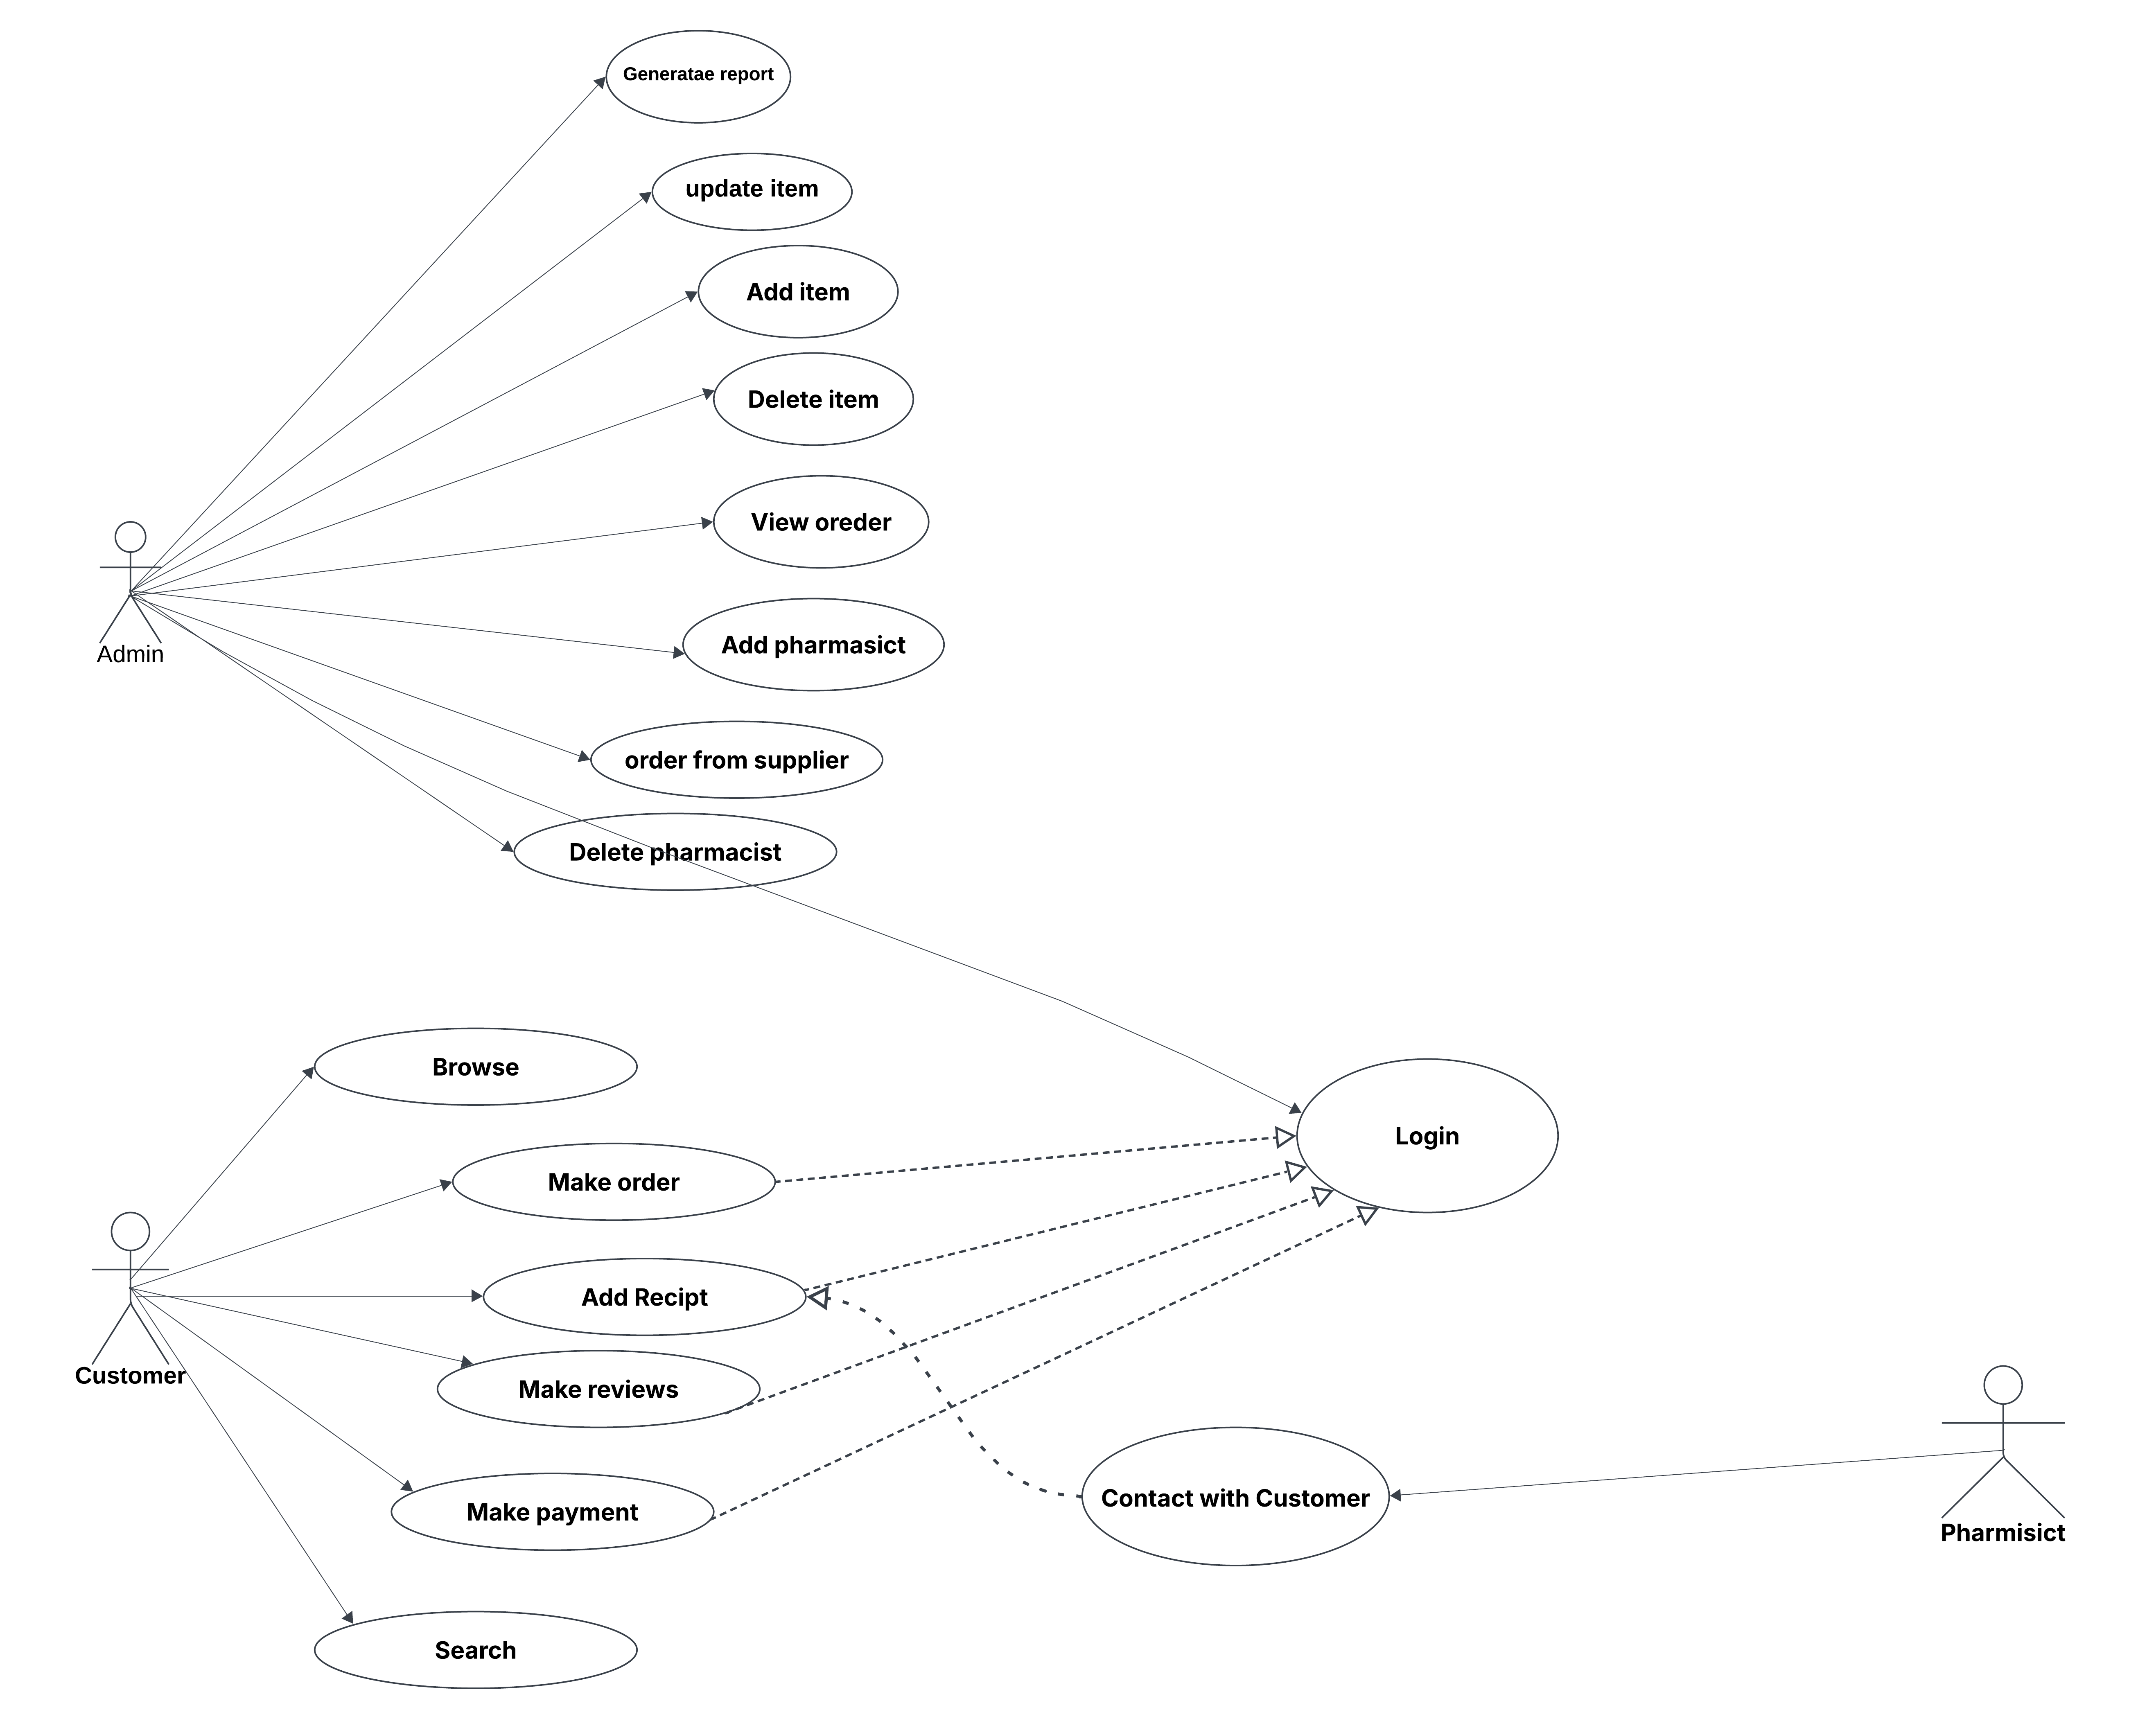 Generatae report
update item
Add item
Delete item
View oreder
Add pharmasict
Admin
order from supplier
Delete pharmacist
Browse
Login
Make order
Add Recipt
Customer
Make reviews
Contact with Customer
Make payment
Pharmisict
Search